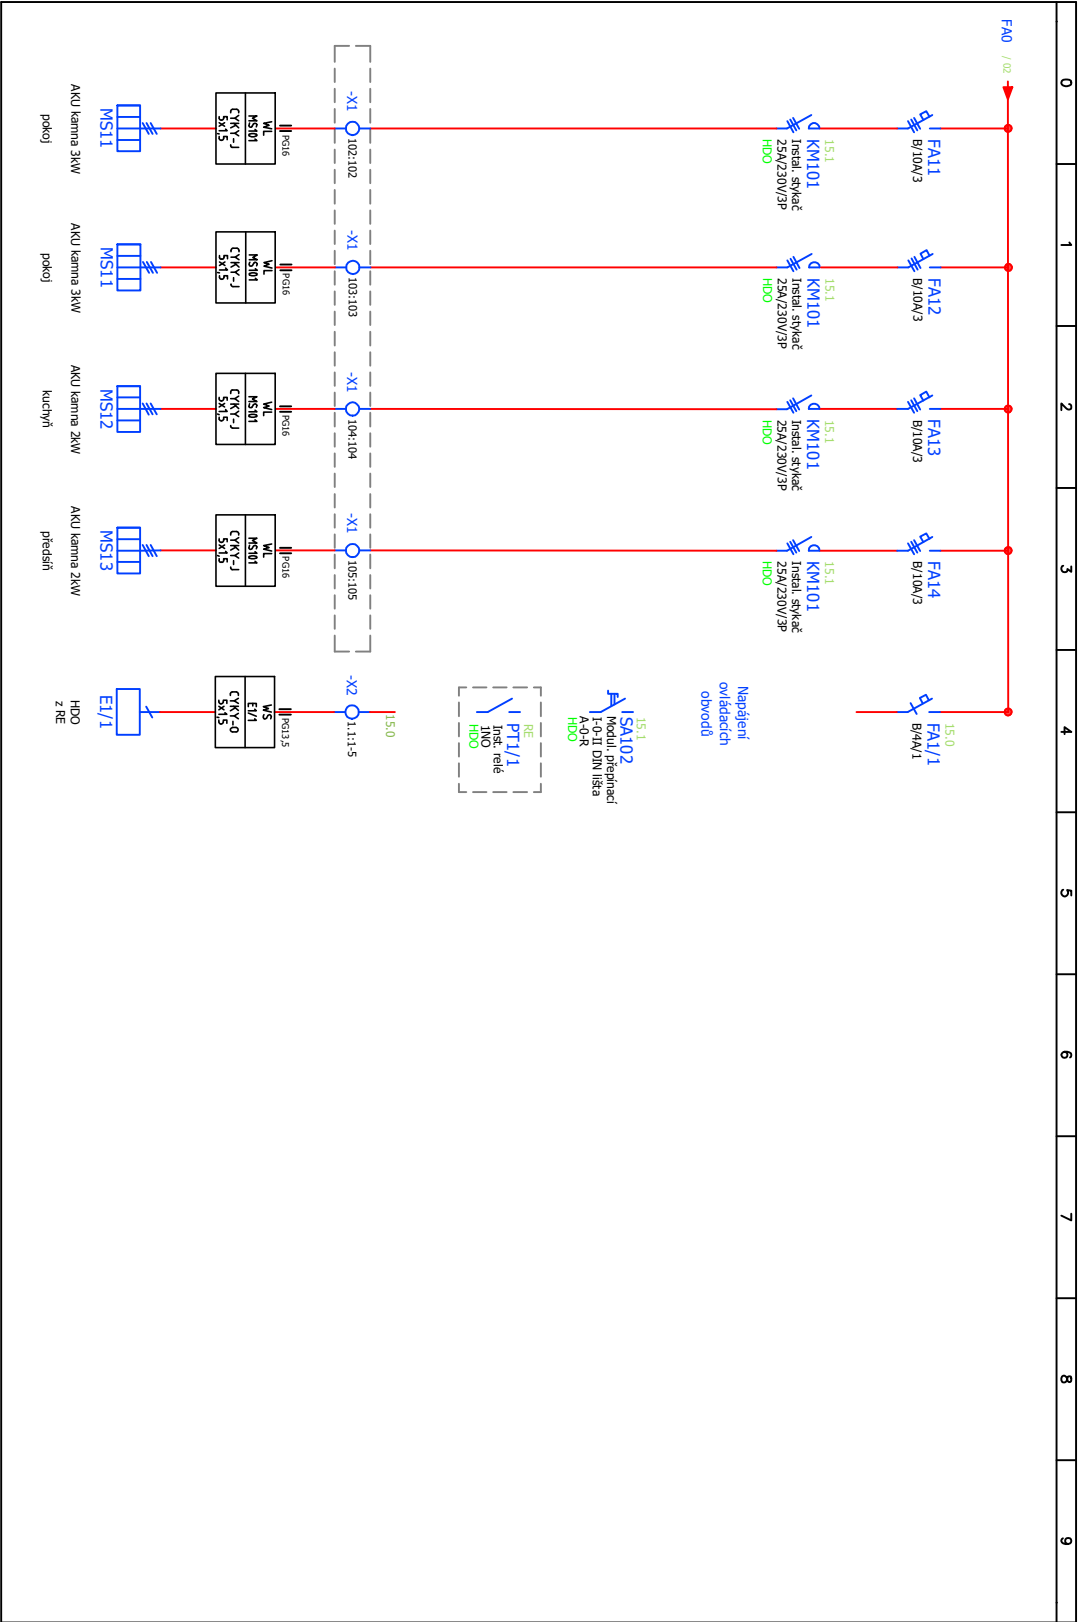 0
1
2
3
4
5
6
7
8
9
FA0 / 02
FA11
B/10A/3
15.1
KM101
Instal. stykač
25A/230V/3P
HDO
-X1
102:102
PG16
WL
MS101
CYKY-J
5x1,5
MS11
AKU kamna 3kW
pokoj
FA12
B/10A/3
15.1
KM101
Instal. stykač
25A/230V/3P
HDO
-X1
103:103
PG16
WL
MS101
CYKY-J
5x1,5
MS11
AKU kamna 3kW
pokoj
FA13
B/10A/3
15.1
KM101
Instal. stykač
25A/230V/3P
HDO
-X1
104:104
PG16
WL
MS101
CYKY-J
5x1,5
MS12
AKU kamna 2kW
kuchyň
FA14
B/10A/3
15.1
KM101
Instal. stykač
25A/230V/3P
HDO
-X1
105:105
PG16
WL
MS101
CYKY-J
5x1,5
MS13
AKU kamna 2kW
předsíň
15.0
FA1/1
B/4A/1
Napájení
ovládacích
obvodů
15.1
SA102
Modul. přepínací
I-0-II DIN lišta
A-0-R
HDO
RE
PT1/1
Inst. relé
1NO
HDO
15.0
-X2
1.1:1-5
PG13,5
WS
E1/1
CYKY-O
5x1,5
E1/1
HDO
z RE